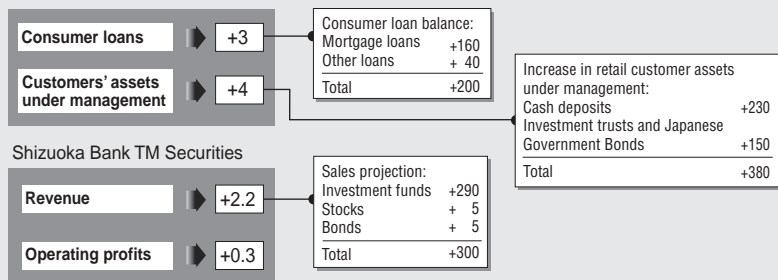 Consumer loans +3
Consumer loan balance:
Mortgage loans +160
Other loans + 40
Total +200
Customers' assets
under management +4
Increase in retail customer assets
under management:
Cash deposits +230
Investment trusts and Japanese
Government Bonds +150
Total +380
Shizuoka Bank TM Securities
Revenue +2.2
Sales projection:
Investment funds +290
Stocks + 5
Bonds + 5
Total +300
Operating profits +0.3